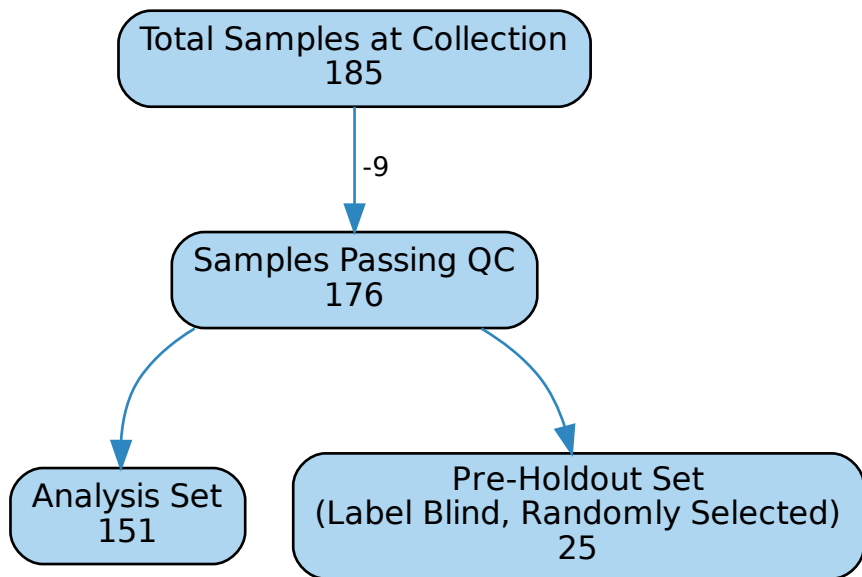 Total Samples at Collection
185
-9
Samples Passing QC
176
Analysis Set
151
Pre-Holdout Set
(Label Blind, Randomly Selected)
25